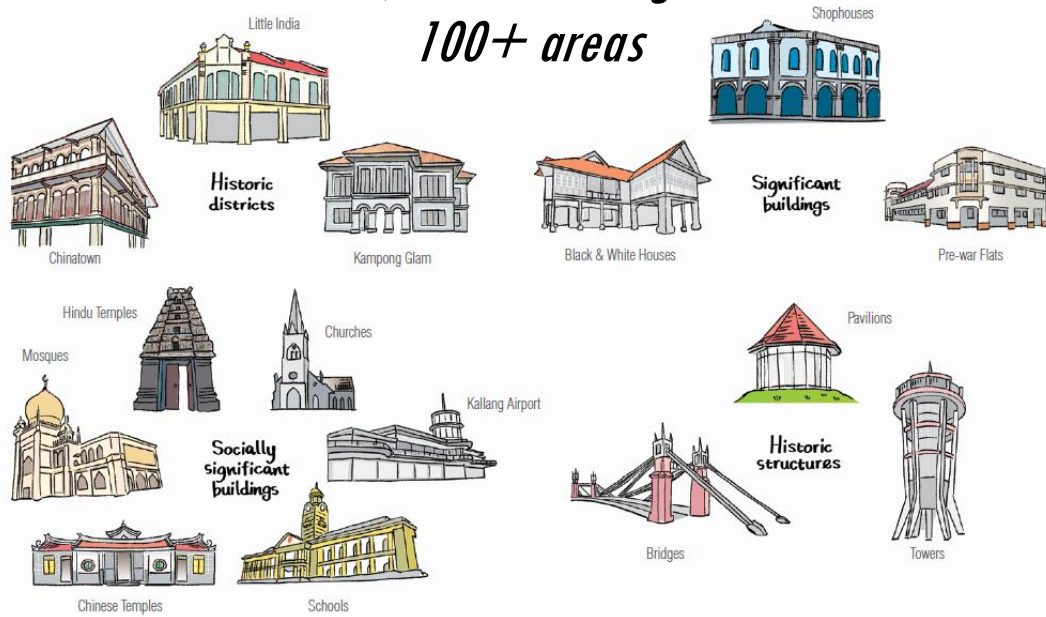 100+ areas
Little India
Shophouses
Historic
districts
Significant
buildings
Chinatown
Kampong Glam
Black & White Houses
Pre-war Flats
Hindu Temples
Churches
Mosques
Kallang Airport
Socially
significant
buildings
Chinese Temples
Schools
Pavilions
Historic
structures
Bridges
Towers